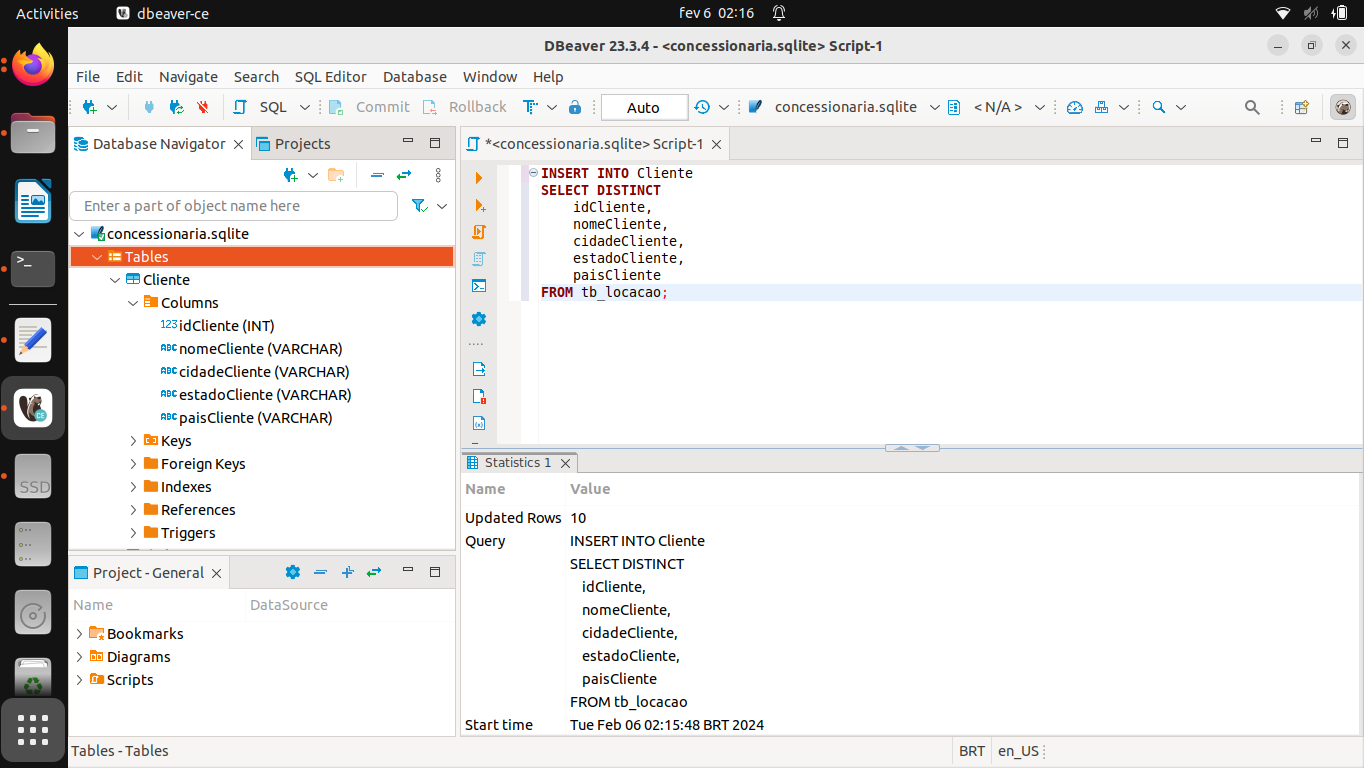 Activities
dbeaver-ce
fev 6 02:16
DBeaver 23.3.4 - <concessionaria.sqlite> Script-1
File Edit Navigate Search SQL Editor Database Window Help
SQL
Commit
Rollback
Auto
concessionaria.sqlite
< N/A >
Database Navigator
Projects
Enter a part of object name here
concessionaria.sqlite
Tables
Cliente
Columns
123 idCliente (INT)
ABC nomeCliente (VARCHAR)
ABC cidadeCliente (VARCHAR)
ABC estadoCliente (VARCHAR)
ABC paisCliente (VARCHAR)
Keys
Foreign Keys
Indexes
References
Triggers
Project - General
Name DataSource
Bookmarks
Diagrams
Scripts
*<concessionaria.sqlite> Script-1
INSERT INTO Cliente
SELECT DISTINCT
idCliente,
nomeCliente,
cidadeCliente,
estadoCliente,
paisCliente
FROM tb_locacao;
Statistics 1
Name Value
Updated Rows 10
Query INSERT INTO Cliente
SELECT DISTINCT
idCliente,
nomeCliente,
cidadeCliente,
estadoCliente,
paisCliente
FROM tb_locacao
Start time Tue Feb 06 02:15:48 BRT 2024
SSD
Tables - Tables
BRT
en_US